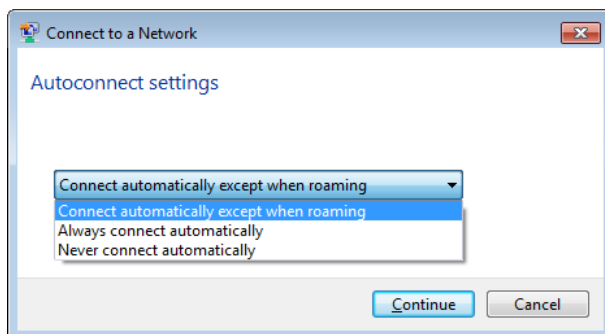 Connect to a Network
Autoconnect settings
Connect automatically except when roaming
Connect automatically except when roaming
Always connect automatically
Never connect automatically
Continue Cancel